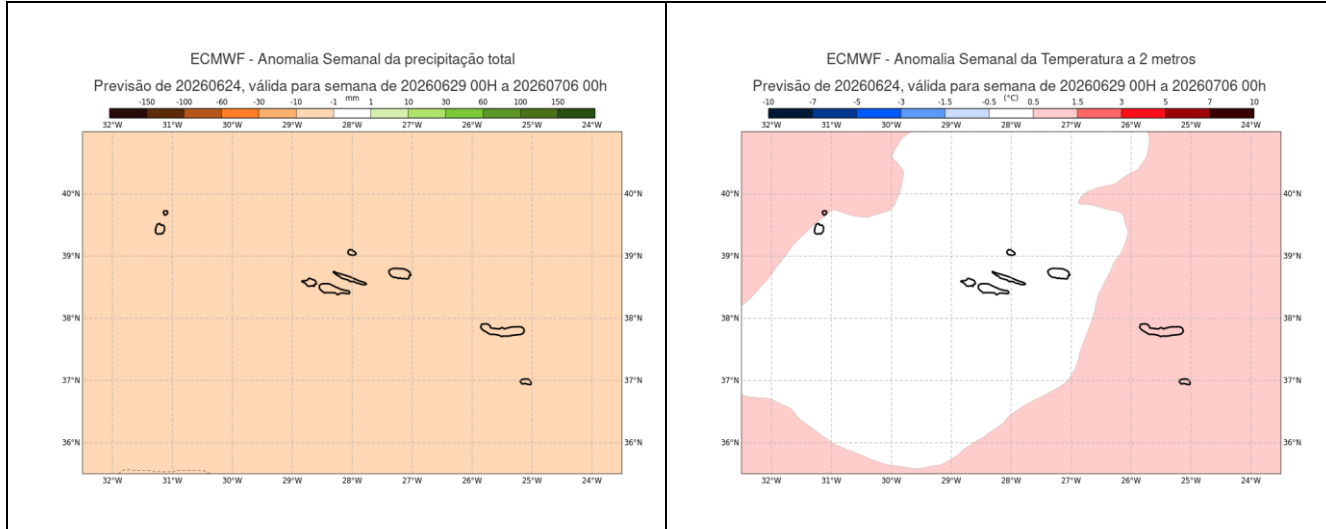 ECMWF - Anomalia Semanal da precipitação total
Previsão de 20260624, válida para semana de 20260629 00H a 20260706 00h
-150 -100 -60 -30 -10 -1 mm 1 10 30 60 100 150
32°W 31°W 30°W 29°W 28°W 27°W 26°W 25°W 24°W
40°N 40°N
39°N 39°N
38°N 38°N
37°N 37°N
36°N 36°N
32°W 31°W 30°W 29°W 28°W 27°W 26°W 25°W 24°W
ECMWF - Anomalia Semanal da Temperatura a 2 metros
Previsão de 20260624, válida para semana de 20260629 00H a 20260706 00h
-10 -7 -5 -3 -1.5 -0.5 (°C) 0.5 1.5 3 5 7 10
32°W 31°W 30°W 29°W 28°W 27°W 26°W 25°W 24°W
40°N 40°N
39°N 39°N
38°N 38°N
37°N 37°N
36°N 36°N
32°W 31°W 30°W 29°W 28°W 27°W 26°W 25°W 24°W